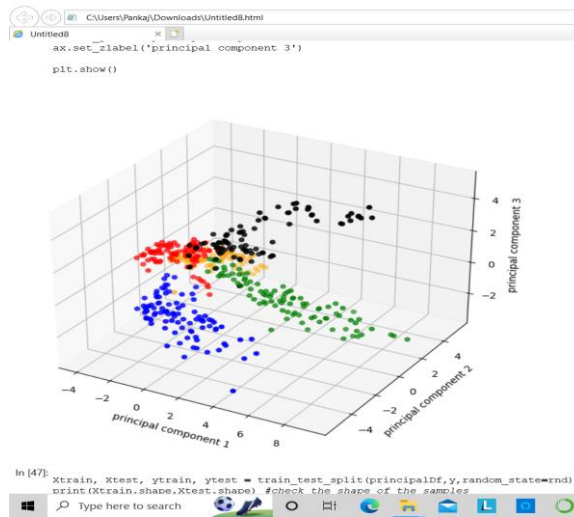 C:\Users\Pankaj\Downloads\Untitled8.html
Untitled8
ax.set_zlabel('principal component 3')
plt.show()
4
2
0
−2
principal component 3
4
2
0
−2
−4
principal component 2
−4
−2
0
2
4
6
8
principal component 1
In [47]:
Xtrain, Xtest, ytrain, ytest = train_test_split(principalDf,y,random_state=rnd)
print(Xtrain.shape,Xtest.shape) #check the shape of the samples
Type here to search
L